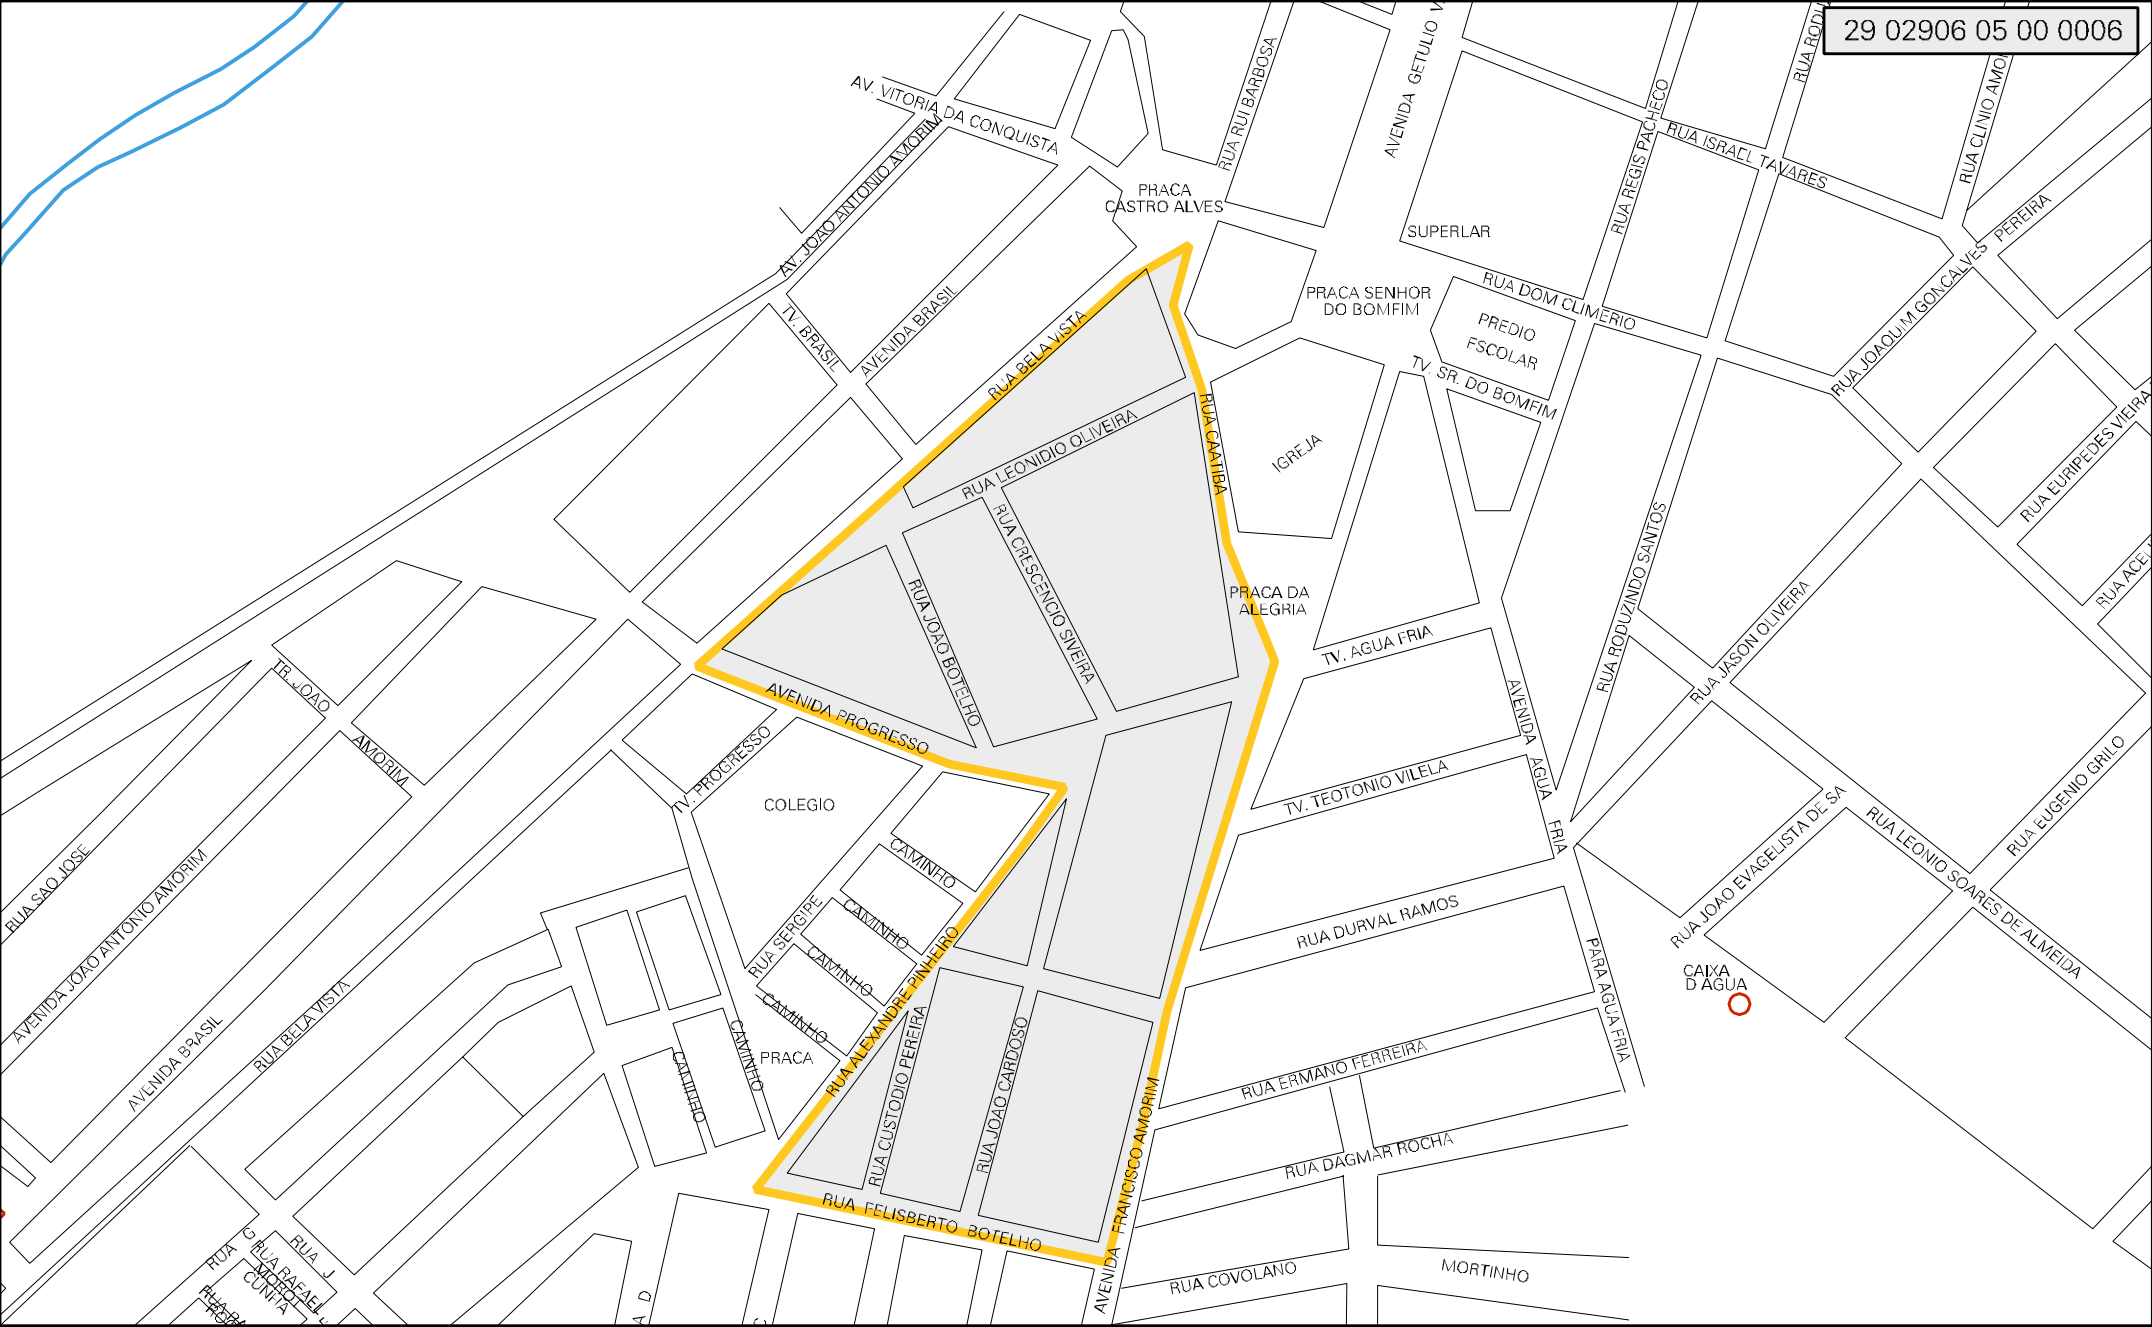 29 02906 05 00 0006
AV. VITORIA DA CONQUISTA
AV. JOAO ANTONIO AMORIM
RUA RUI BARBOSA
AVENIDA GETULIO
RUA REGIS PACHECO
RUA ISRAEL TAVARES
RUA CLINIO
PRACA
CASTRO ALVES
SUPERLAR
RUA JOAQUIM GONCALVES PEREIRA
RUA DOM CLIMERIO
PRACA SENHOR
DO BOMFIM
PREDIO
ESCOLAR
TV. SR. DO BOMFIM
TV. BRASIL
AVENIDA BRASIL
RUA BELA VISTA
RUA LEONIDIO OLIVEIRA
RUA CAATIBA
IGREJA
RUA EURIPEDES VIEIRA
RUA CRESCENCIO SIVEIRA
RUA JOAO BOTELHO
PRACA DA
ALEGRIA
RUA RODUZINDO SANTOS
RUA JASON OLIVEIRA
TV. AGUA FRIA
TR. JOAO AMORIM
AVENIDA PROGRESSO
TV. PROGRESSO
COLEGIO
AVENIDA AGUA FRIA
TV. TEOTONIO VILELA
RUA EUGENIO GRILO
RUA JOAO EVAGELISTA DE SA
RUA LEONIO SOARES DE ALMEIDA
RUA SAO JOSE
AVENIDA JOAO ANTONIO AMORIM
CAMINHO
CAMINHO
CAMINHO
CAMINHO
RUA SERGIPE
RUA DURVAL RAMOS
PARA AGUA FRIA
CAIXA
D AGUA
RUA ALEXANDRE PINHEIRO
AVENIDA BRASIL
RUA BELA VISTA
CAMINHO
CAMINHO
PRACA
RUA CUSTODIO PEREIRA
RUA JOAO CARDOSO
RUA ERMANO FERREIRA
RUA DAGMAR ROCHA
AVENIDA FRANCISCO AMORIM
RUA FELISBERTO BOTELHO
RUA COVOLANO
MORTINHO
RUA G
RUA J
RUA RAFAEL
CUNHA